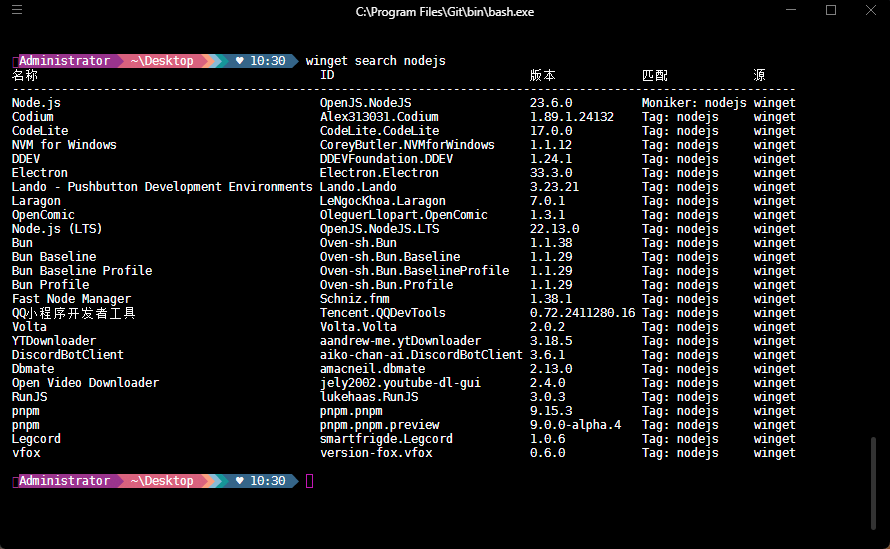 C:\Program Files\Git\bin\bash.exe
Administrator ~\Desktop ♥ 10:30 winget search nodejs
名称 ID 版本 匹配 源
--------------------------------------------------------------------------------------------------------------
Node.js OpenJS.NodeJS 23.6.0 Moniker: nodejs winget
Codium Alex313031.Codium 1.89.1.24132 Tag: nodejs winget
CodeLite CodeLite.CodeLite 17.0.0 Tag: nodejs winget
NVM for Windows CoreyButler.NVMforWindows 1.1.12 Tag: nodejs winget
DDEV DDEVFoundation.DDEV 1.24.1 Tag: nodejs winget
Electron Electron.Electron 33.3.0 Tag: nodejs winget
Lando - Pushbutton Development Environments Lando.Lando 3.23.21 Tag: nodejs winget
Laragon LeNgocKhoa.Laragon 7.0.1 Tag: nodejs winget
OpenComic OleguerLlopart.OpenComic 1.3.1 Tag: nodejs winget
Node.js (LTS) OpenJS.NodeJS.LTS 22.13.0 Tag: nodejs winget
Bun Oven-sh.Bun 1.1.38 Tag: nodejs winget
Bun Baseline Oven-sh.Bun.Baseline 1.1.29 Tag: nodejs winget
Bun Baseline Profile Oven-sh.Bun.BaselineProfile 1.1.29 Tag: nodejs winget
Bun Profile Oven-sh.Bun.Profile 1.1.29 Tag: nodejs winget
Fast Node Manager Schniz.fnm 1.38.1 Tag: nodejs winget
QQ小程序开发者工具 Tencent.QQDevTools 0.72.2411280.16 Tag: nodejs winget
Volta Volta.Volta 2.0.2 Tag: nodejs winget
YTDownloader aandrew-me.ytDownloader 3.18.5 Tag: nodejs winget
DiscordBotClient aiko-chan-ai.DiscordBotClient 3.6.1 Tag: nodejs winget
Dbmate amacneil.dbmate 2.13.0 Tag: nodejs winget
Open Video Downloader jely2002.youtube-dl-gui 2.4.0 Tag: nodejs winget
RunJS lukehaas.RunJS 3.0.3 Tag: nodejs winget
pnpm pnpm.pnpm 9.15.3 Tag: nodejs winget
pnpm pnpm.pnpm.preview 9.0.0-alpha.4 Tag: nodejs winget
Legcord smartfrigde.Legcord 1.0.6 Tag: nodejs winget
vfox version-fox.vfox 0.6.0 Tag: nodejs winget
Administrator ~\Desktop ♥ 10:30